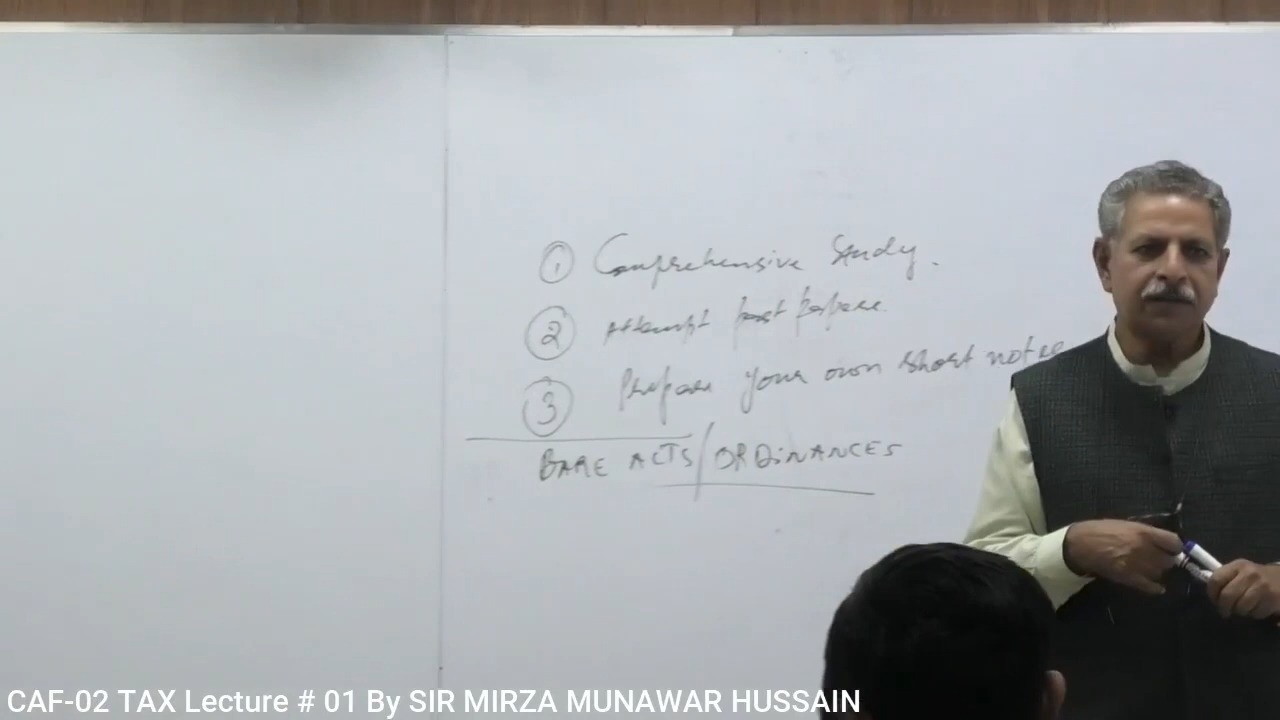 ① Comprehensive Study.
② Attempt past papers.
③ Prepare your own short notes
BARE ACTS/ORDINANCES
CAF-02 TAX Lecture # 01 By SIR MIRZA MUNAWAR HUSSAIN